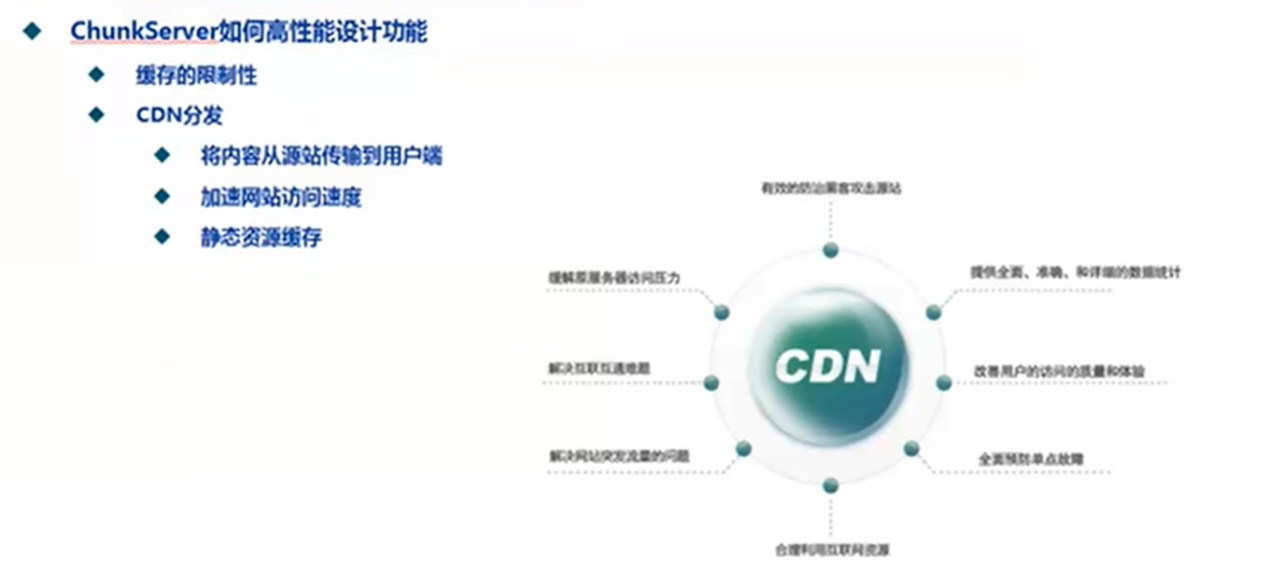 ChunkServer如何高性能设计功能
缓存的限制性
CDN分发
将内容从源站传输到用户端
加速网站访问速度
静态资源缓存
有效的防治黑客攻击源站
缓解原服务器访问压力
提供全面、准确、和详细的数据统计
CDN
解决互联互通难题
改善用户的访问的质量和体验
解决网站突发流量的问题
全面预防单点故障
合理利用互联网资源